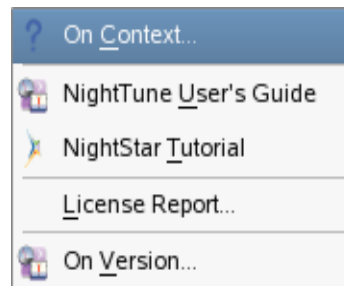 On Context...
NightTune User's Guide
NightStar Tutorial
License Report...
On Version...